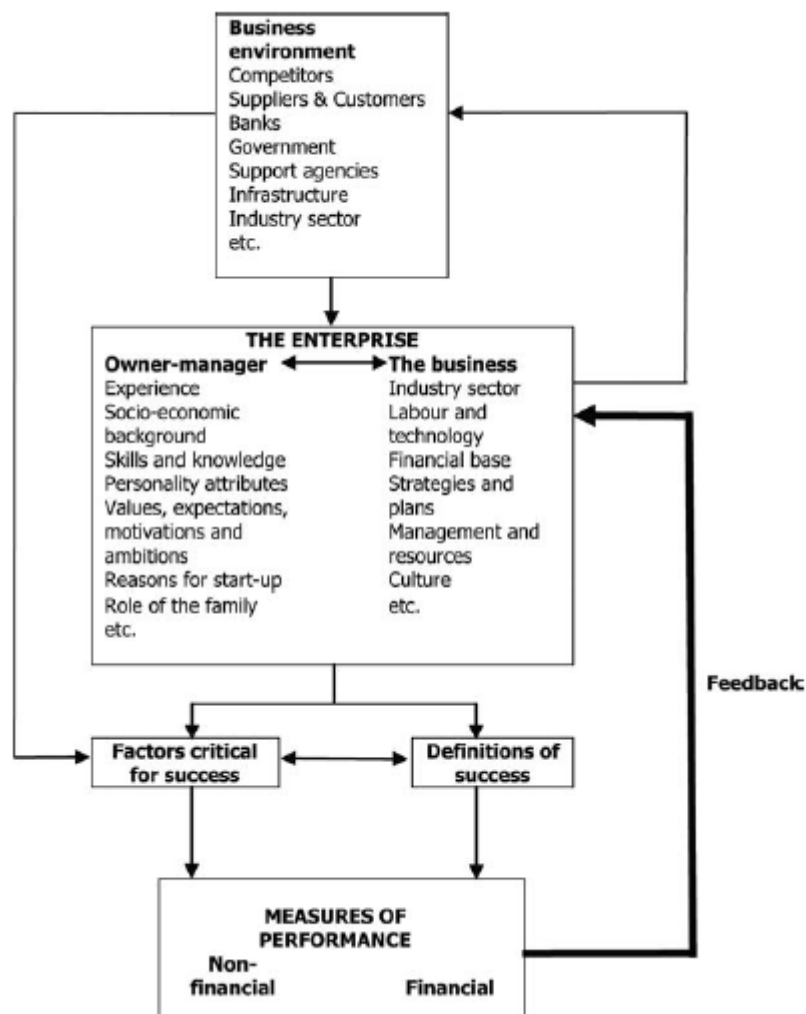 Business
environment
Competitors
Suppliers & Customers
Banks
Government
Support agencies
Infrastructure
Industry sector
etc.
THE ENTERPRISE
Owner-manager
Experience
Socio-economic
background
Skills and knowledge
Personality attributes
Values, expectations,
motivations and
ambitions
Reasons for start-up
Role of the family
etc.
The business
Industry sector
Labour and
technology
Financial base
Strategies and
plans
Management and
resources
Culture
etc.
Feedback:
Factors critical
for success
Definitions of
success
MEASURES OF
PERFORMANCE
Non-
financial
Financial